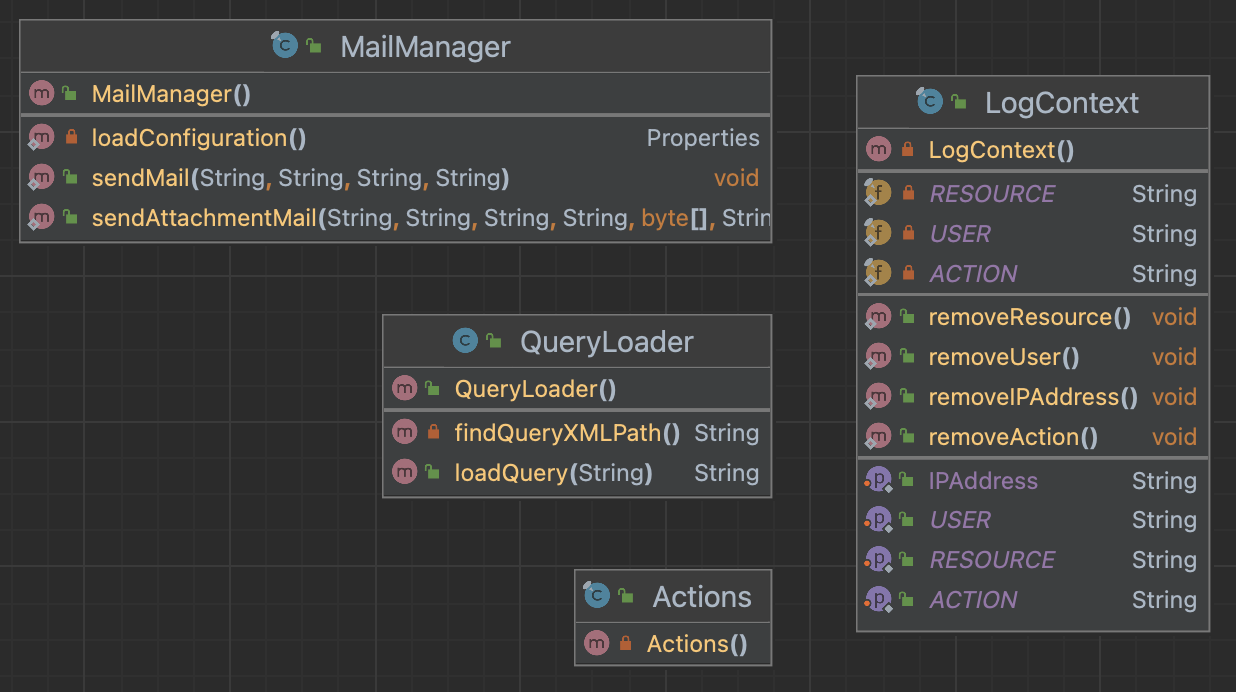 MailManager
MailManager()
loadConfiguration() Properties
sendMail(String, String, String, String) void
sendAttachmentMail(String, String, String, String, byte[], Strin
QueryLoader
QueryLoader()
findQueryXMLPath() String
loadQuery(String) String
Actions
Actions()
LogContext
LogContext()
RESOURCE String
USER String
ACTION String
removeResource() void
removeUser() void
removeIPAddress() void
removeAction() void
IPAddress String
USER String
RESOURCE String
ACTION String